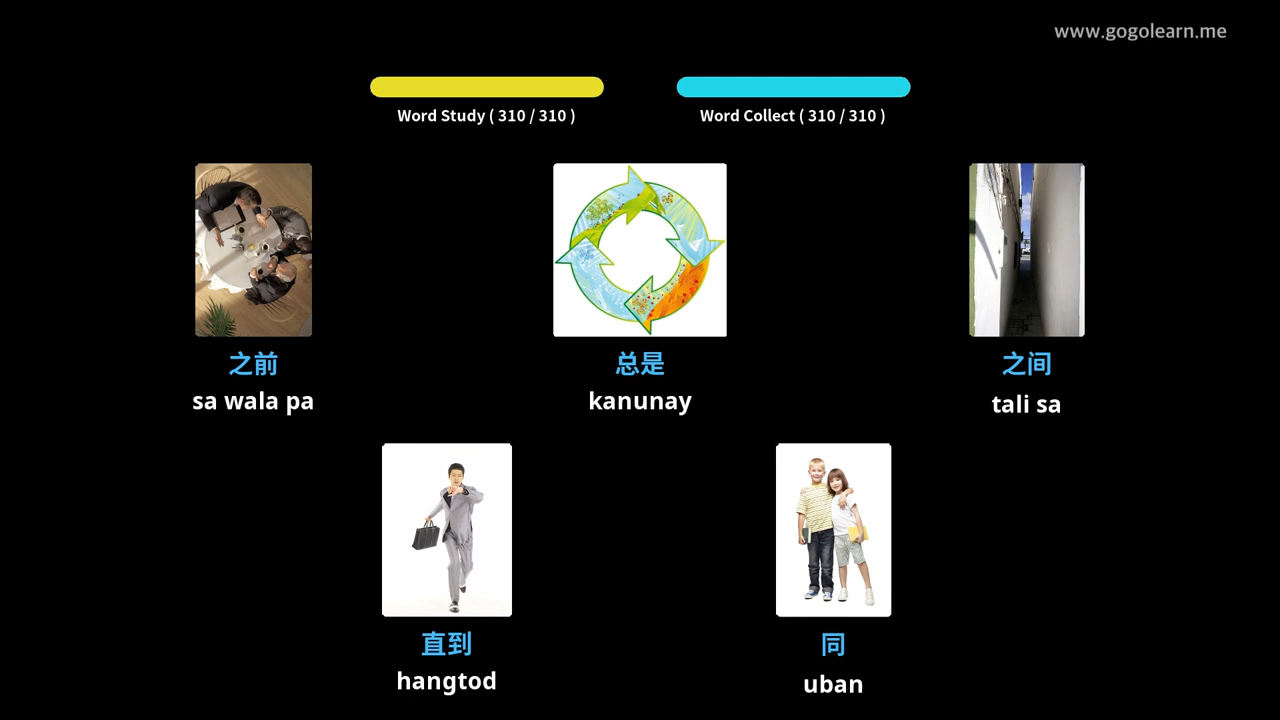 www.gogolearn.me
Word Study ( 310 / 310 )
Word Collect ( 310 / 310 )
之前
sa wala pa
总是
kanunay
之间
tali sa
直到
hangtod
同
uban